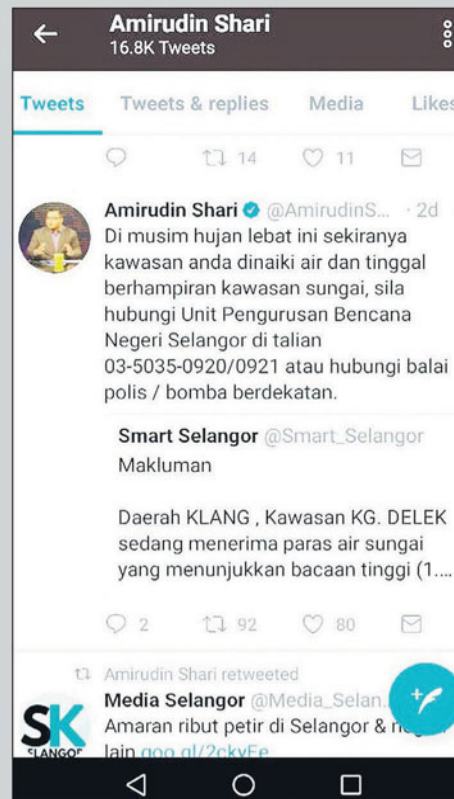 Amirudin Shari
16.8K Tweets
Tweets Tweets & replies Media Likes
14 11
Amirudin Shari @AmirudinS... · 2d
Di musim hujan lebat ini sekiranya
kawasan anda dinaiki air dan tinggal
berhampiran kawasan sungai, sila
hubungi Unit Pengurusan Bencana
Negeri Selangor di talian
03-5035-0920/0921 atau hubungi balai
polis / bomba berdekatan.
Smart Selangor @Smart_Selangor
Makluman
Daerah KLANG , Kawasan KG. DELEK
sedang menerima paras air sungai
yang menunjukkan bacaan tinggi (1....
2 92 80
Amirudin Shari retweeted
Media Selangor @Media_Selan..
SK
Amaran ribut petir di Selangor &
lain goo.gl/2ckyEe